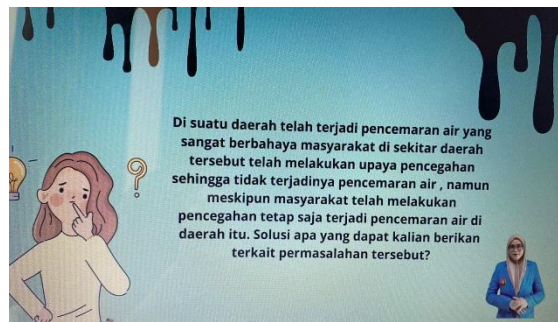 Di suatu daerah telah terjadi pencemaran air yang
sangat berbahaya masyarakat di sekitar daerah
tersebut telah melakukan upaya pencegahan
sehingga tidak terjadinya pencemaran air , namun
meskipun masyarakat telah melakukan
pencegahan tetap saja terjadi pencemaran air di
daerah itu. Solusi apa yang dapat kalian berikan
terkait permasalahan tersebut?